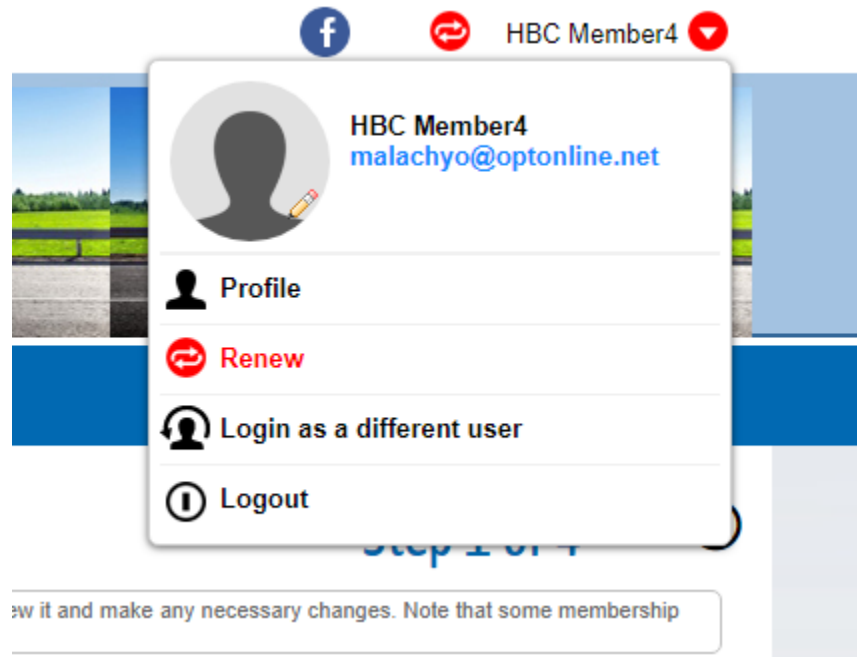 HBC Member4
HBC Member4
malachyo@optonline.net
Profile
Renew
Login as a different user
Logout
Step 1 of 4
ew it and make any necessary changes. Note that some membership